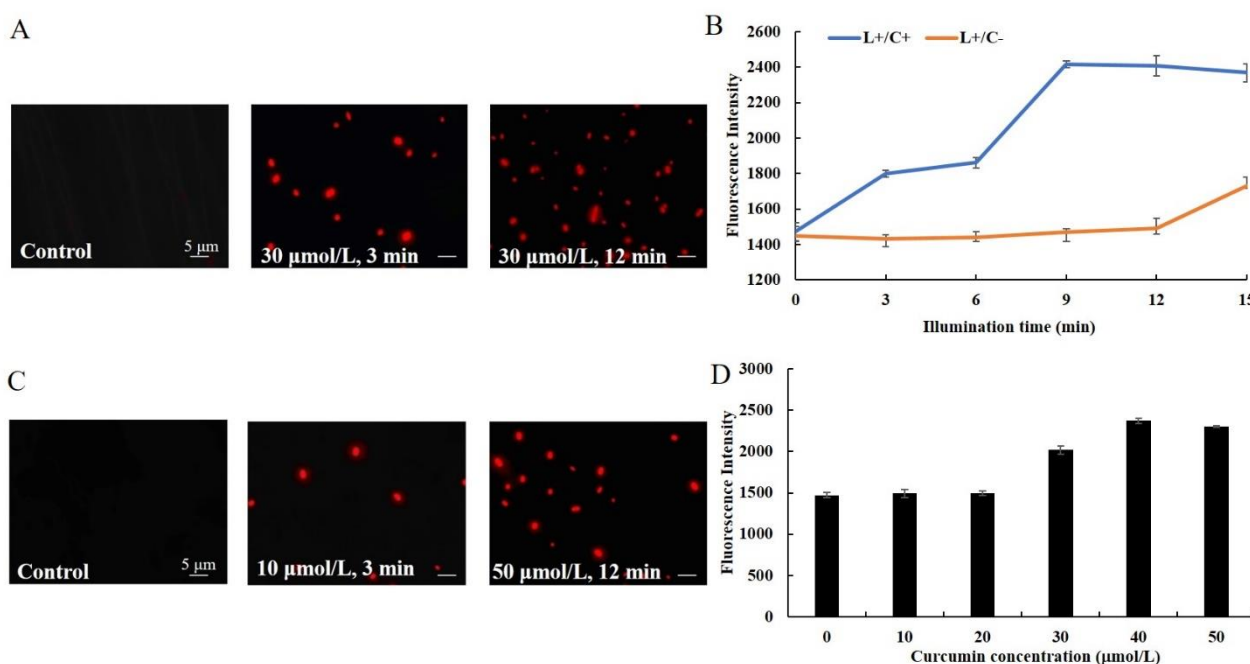 A
Control
5 μm
30 μmol/L, 3 min
30 μmol/L, 12 min
B
L+/C+
L+/C-
Fluorescence Intensity
2600
2400
2200
2000
1800
1600
1400
1200
0 3 6 9 12 15
Illumination time (min)
C
Control
5 μm
10 μmol/L, 3 min
50 μmol/L, 12 min
D
Fluorescence Intensity
3000
2500
2000
1500
1000
500
0
0 10 20 30 40 50
Curcumin concentration (μmol/L)